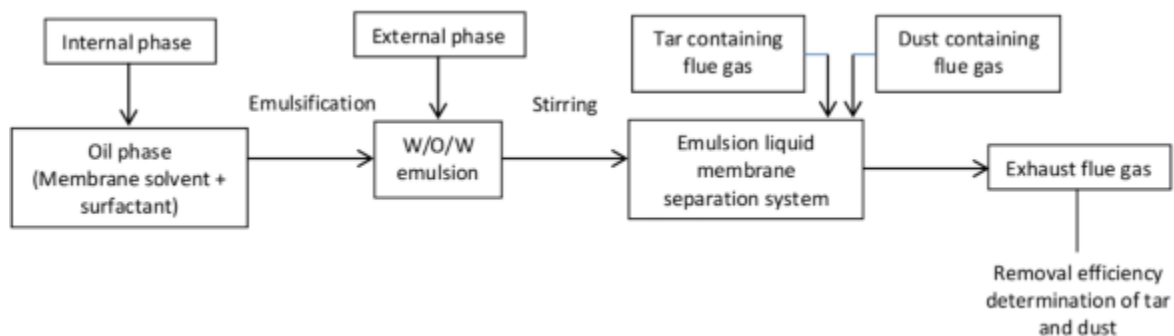 Internal phase
External phase
Tar containing
flue gas
Dust containing
flue gas
Emulsification
Stirring
Oil phase
(Membrane solvent +
surfactant)
W/O/W
emulsion
Emulsion liquid
membrane
separation system
Exhaust flue gas
Removal efficiency
determination of tar
and dust